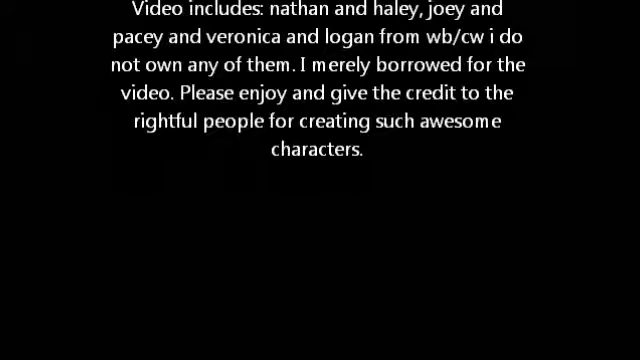 Video includes: nathan and haley, joey and
pacey and veronica and logan from wb/cw i do
not own any of them. I merely borrowed for the
video. Please enjoy and give the credit to the
rightful people for creating such awesome
characters.